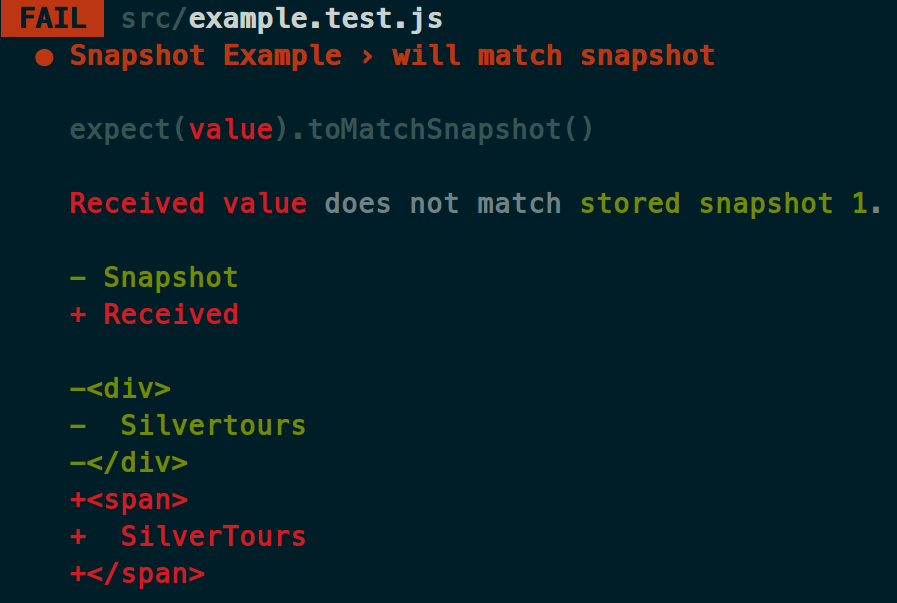 FAIL src/example.test.js
● Snapshot Example › will match snapshot
expect(value).toMatchSnapshot()
Received value does not match stored snapshot 1.
- Snapshot
+ Received
-<div>
-  Silvertours
-</div>
+<span>
+  SilverTours
+</span>